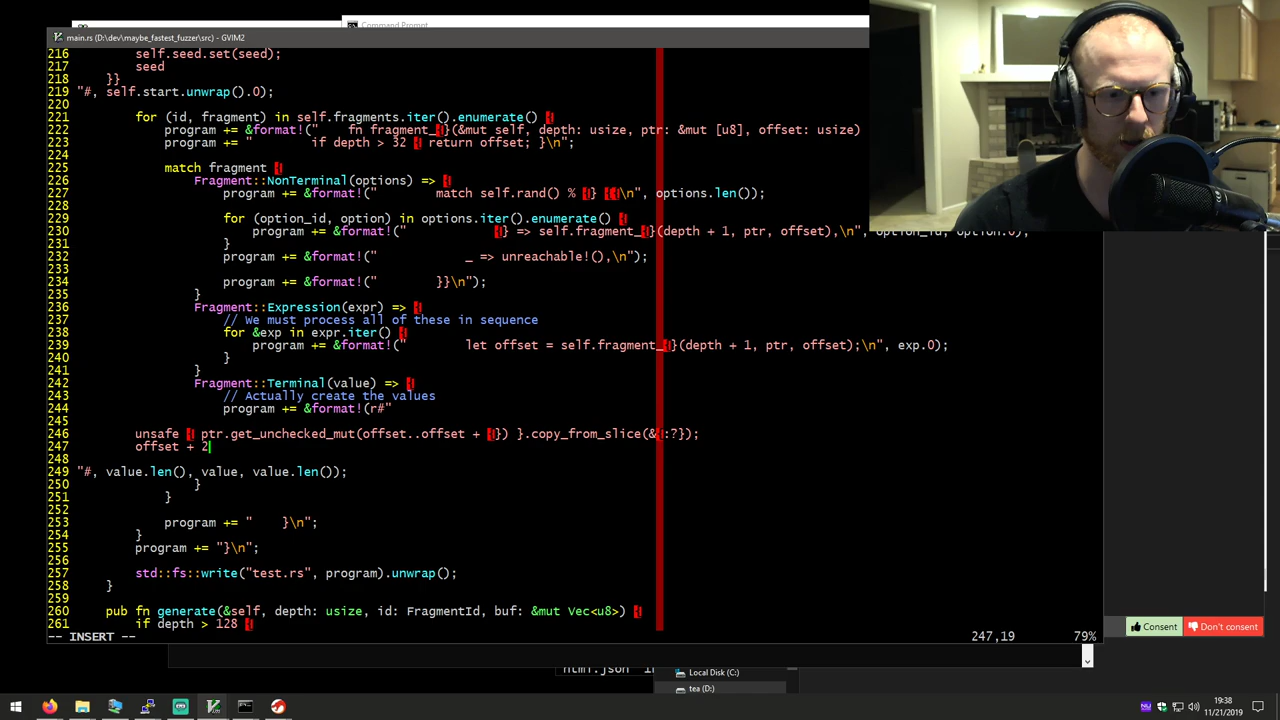 Command Prompt
main.rs (D:\dev\maybe_fastest_fuzzer\src) - GVIM2
216 self.seed.set(seed);
217 seed
218 }}
219 "#, self.start.unwrap().0);
220
221 for (id, fragment) in self.fragments.iter().enumerate() {
222 program += &format!("    fn fragment_{}(&mut self, depth: usize, ptr: &mut [u8], offset: usize)
223 program += "        if depth > 32 { return offset; }\n";
224
225 match fragment {
226 Fragment::NonTerminal(options) => {
227 program += &format!("        match self.rand() % {} {{\n", options.len());
228
229 for (option_id, option) in options.iter().enumerate() {
230 program += &format!("            {} => self.fragment_{}(depth + 1, ptr, offset),\n", option_id, option.0);
231 }
232 program += &format!("            _ => unreachable!(),\n");
233
234 program += &format!("        }}\n");
235 }
236 Fragment::Expression(expr) => {
237 // We must process all of these in sequence
238 for &exp in expr.iter() {
239 program += &format!("        let offset = self.fragment_{}(depth + 1, ptr, offset);\n", exp.0);
240 }
241 }
242 Fragment::Terminal(value) => {
243 // Actually create the values
244 program += &format!(r#"
245
246 unsafe { ptr.get_unchecked_mut(offset..offset + {}) }.copy_from_slice(&{:?});
247 offset + 2
248
249 "#, value.len(), value, value.len());
250 }
251 }
252
253 program += "    }\n";
254 }
255 program += "}\n";
256
257 std::fs::write("test.rs", program).unwrap();
258 }
259
260 pub fn generate(&self, depth: usize, id: FragmentId, buf: &mut Vec<u8>) {
261 if depth > 128 {
-- INSERT -- 247,19 79%
Consent Don't consent
html.json
Local Disk (C:)
tea (D:)
19:38
11/21/2019